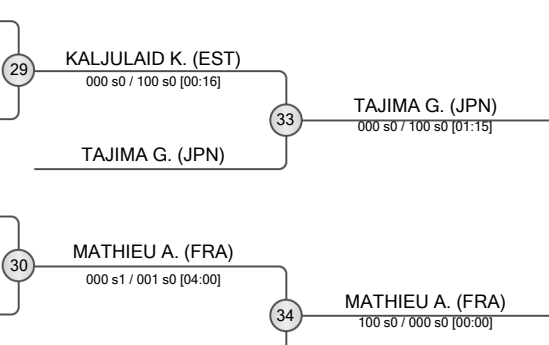 29
KALJULAID K. (EST)
000 s0 / 100 s0 [00:16]
33
TAJIMA G. (JPN)
000 s0 / 100 s0 [01:15]
TAJIMA G. (JPN)
30
MATHIEU A. (FRA)
000 s1 / 001 s0 [04:00]
34
MATHIEU A. (FRA)
100 s0 / 000 s0 [00:00]